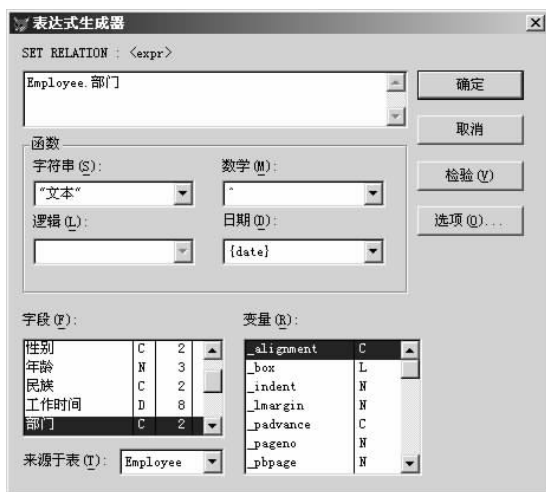 表达式生成器
SET RELATION : <expr>
Employee.部门
确定
取消
检验(V)
选项(O)...
函数
字符串(S): 数学(M):
"文本" ^
逻辑(L): 日期(D):
{date}
字段(F): 变量(R):
性别 C 2 _alignment C
年龄 N 3 _box L
民族 C 2 _indent N
工作时间 D 8 _lmargin N
部门 C 2 _padvance C
_pageno N
来源于表(T): Employee _pbpage N